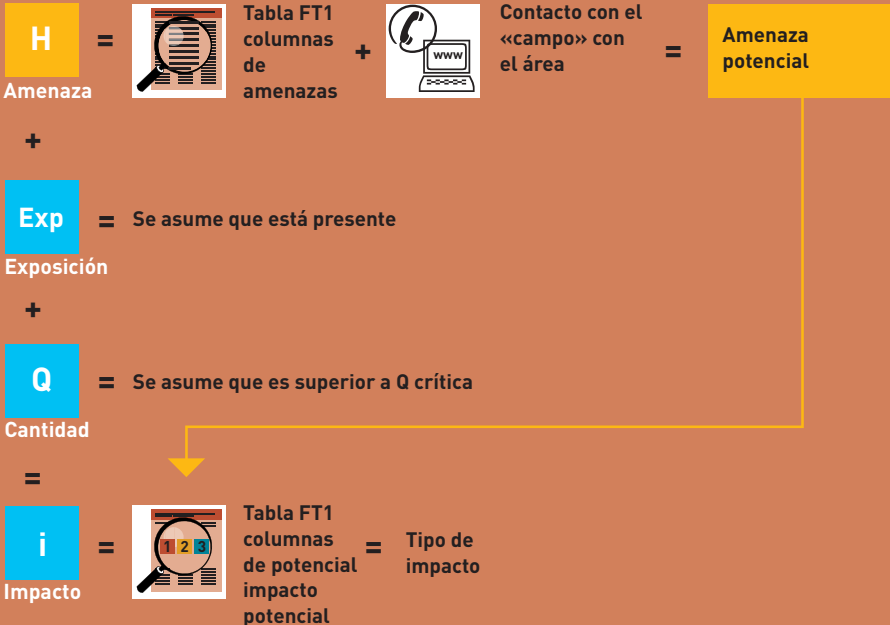 H
Amenaza
=
Tabla FT1
columnas
de
amenazas
+
www
Contacto con el
«campo» con
el área
=
Amenaza
potencial
+
Exp
Exposición
=
Se asume que está presente
+
Q
Cantidad
=
Se asume que es superior a Q crítica
=
i
Impacto
=
1 2 3
Tabla FT1
columnas
de potencial
impacto
potencial
=
Tipo de
impacto